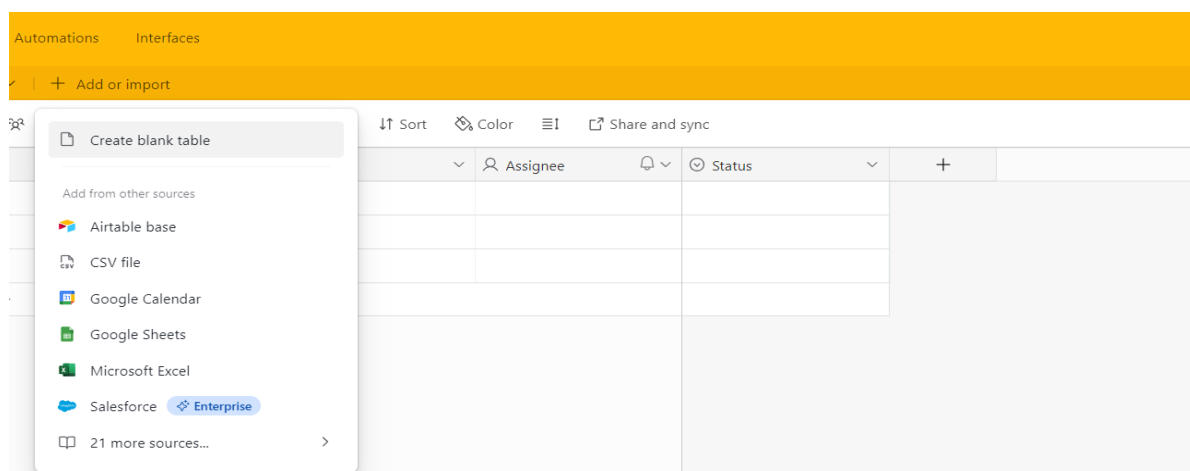 Automations Interfaces
+ Add or import
Sort Color Share and sync
Create blank table
Assignee Status +
Add from other sources
Airtable base
CSV file
Google Calendar
Google Sheets
Microsoft Excel
Salesforce Enterprise
21 more sources...